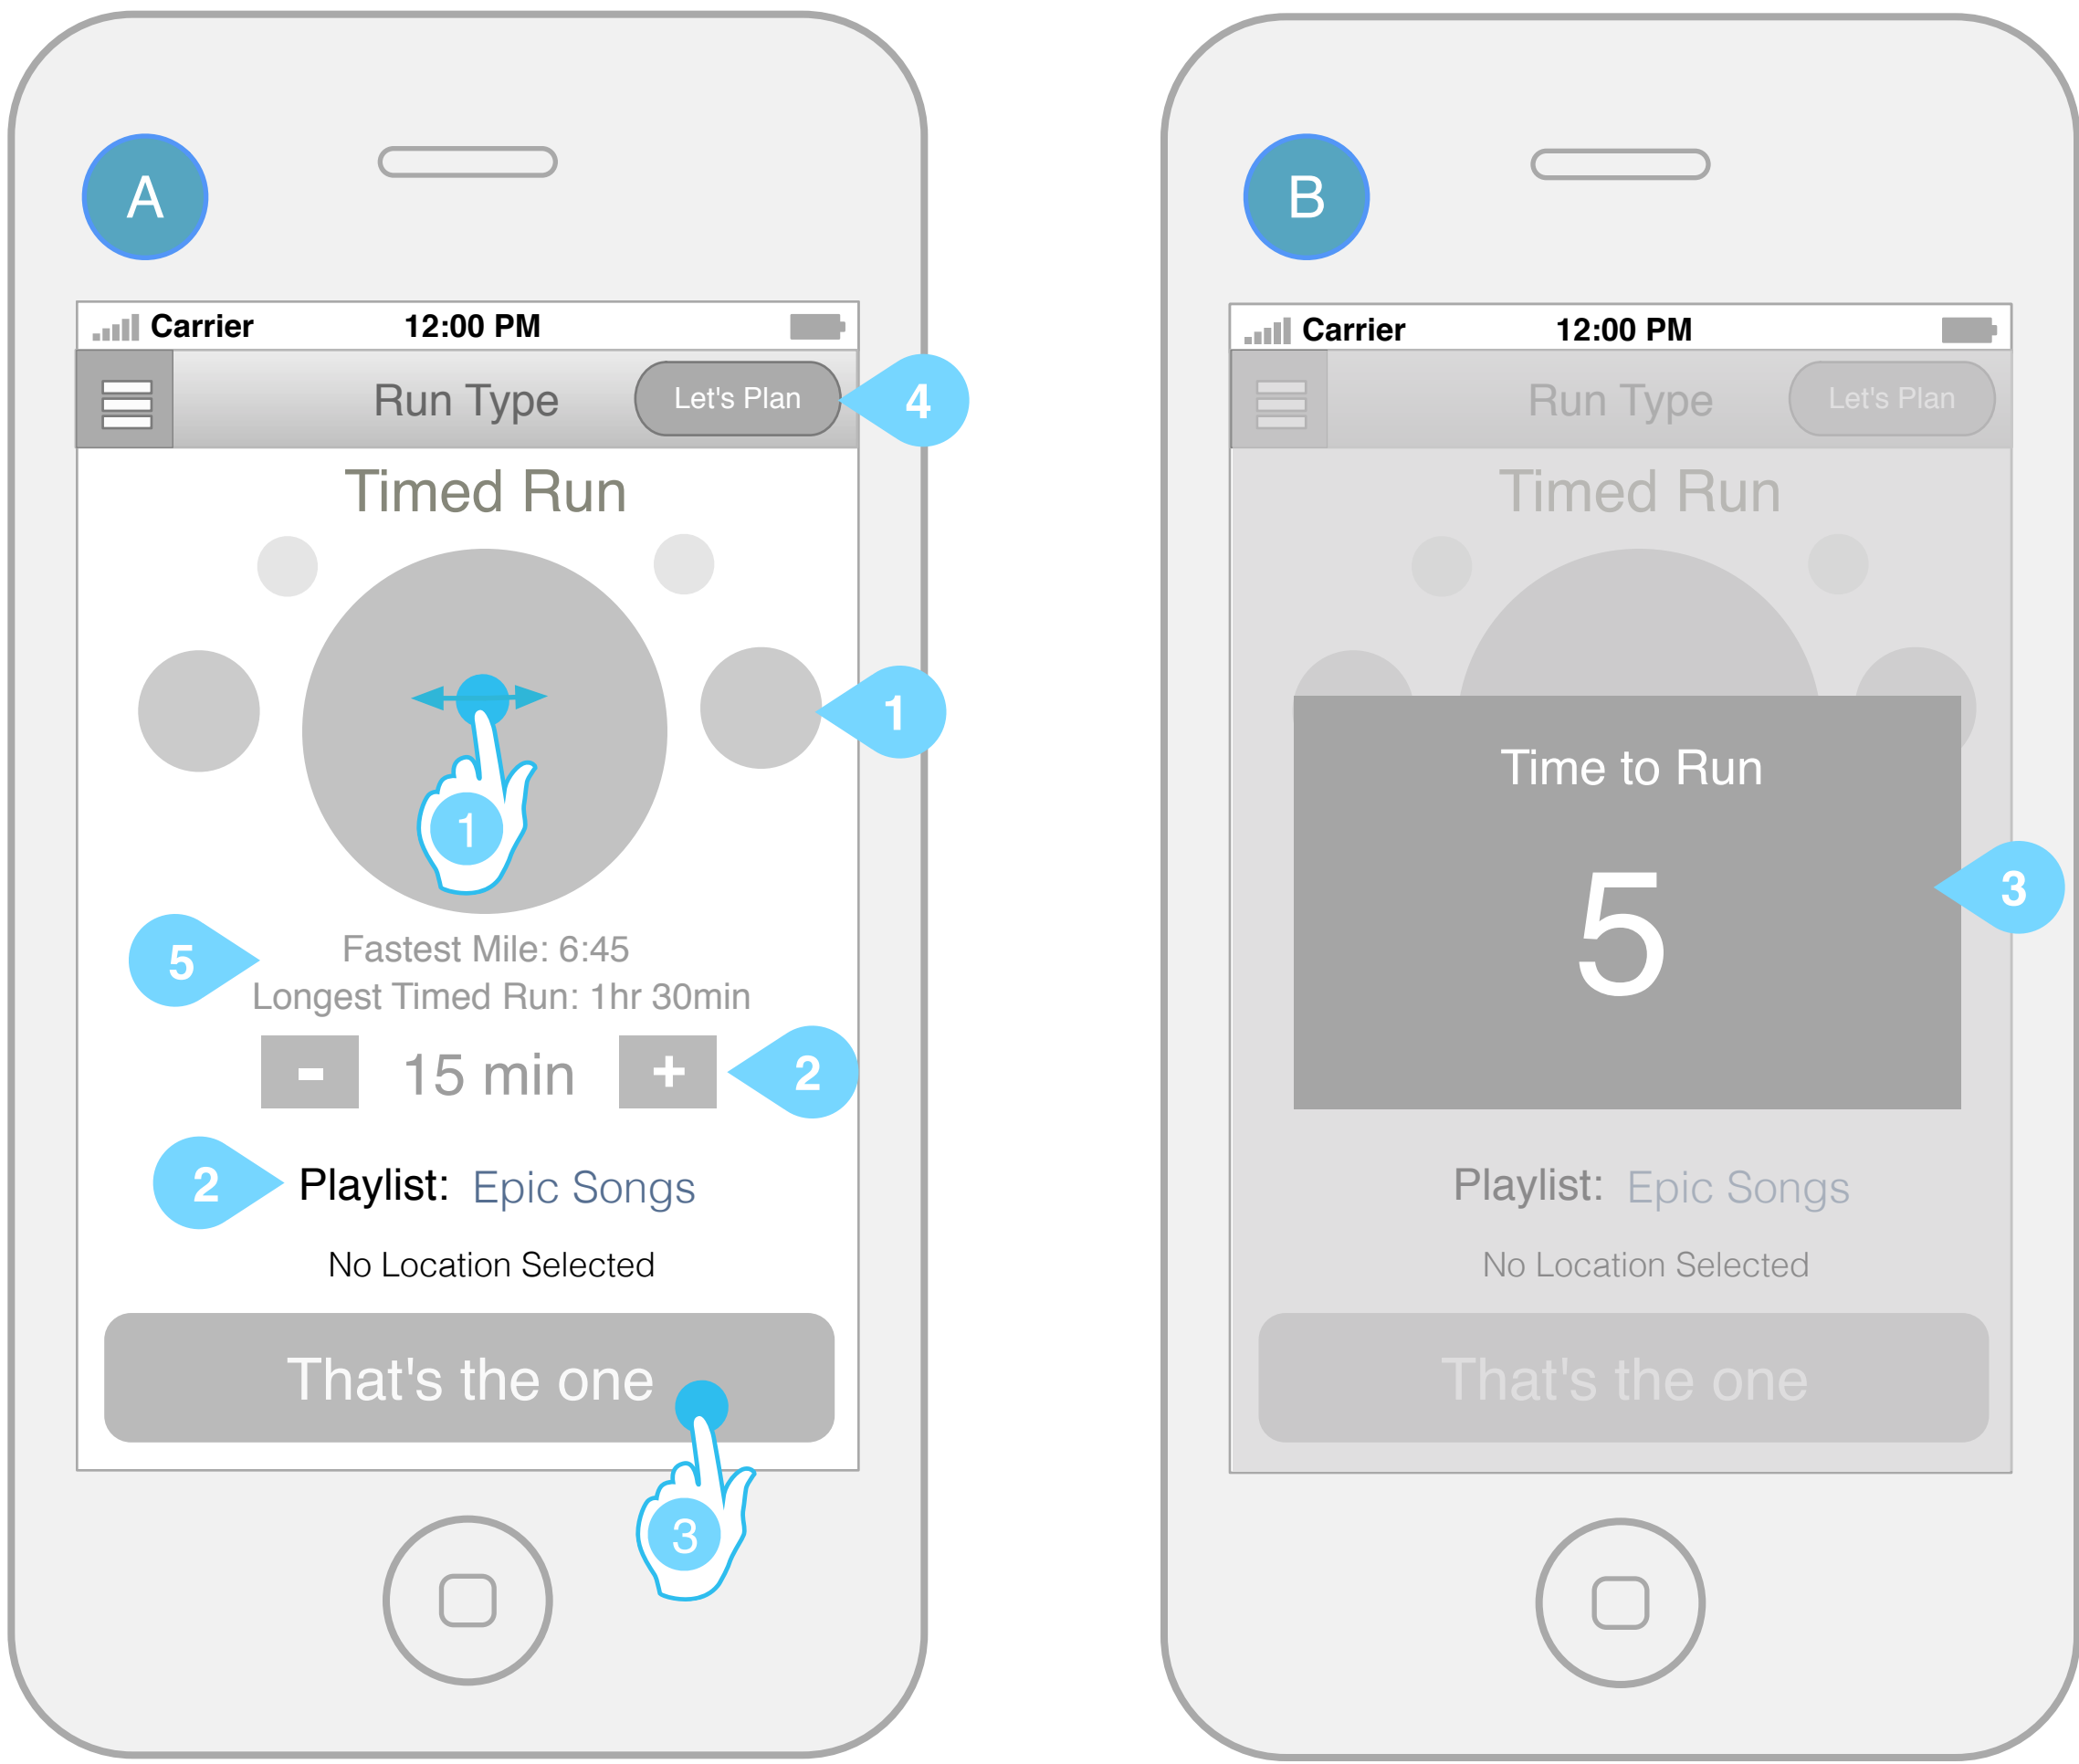 A
Carrier 12:00 PM
Run Type Let's Plan
4
Timed Run
1
1
Fastest Mile: 6:45
5
Longest Timed Run: 1hr 30min
- 15 min + 2
2 Playlist: Epic Songs
No Location Selected
That's the one
3
B
Carrier 12:00 PM
Run Type Let's Plan
Timed Run
Time to Run
5
3
Playlist: Epic Songs
No Location Selected
That's the one